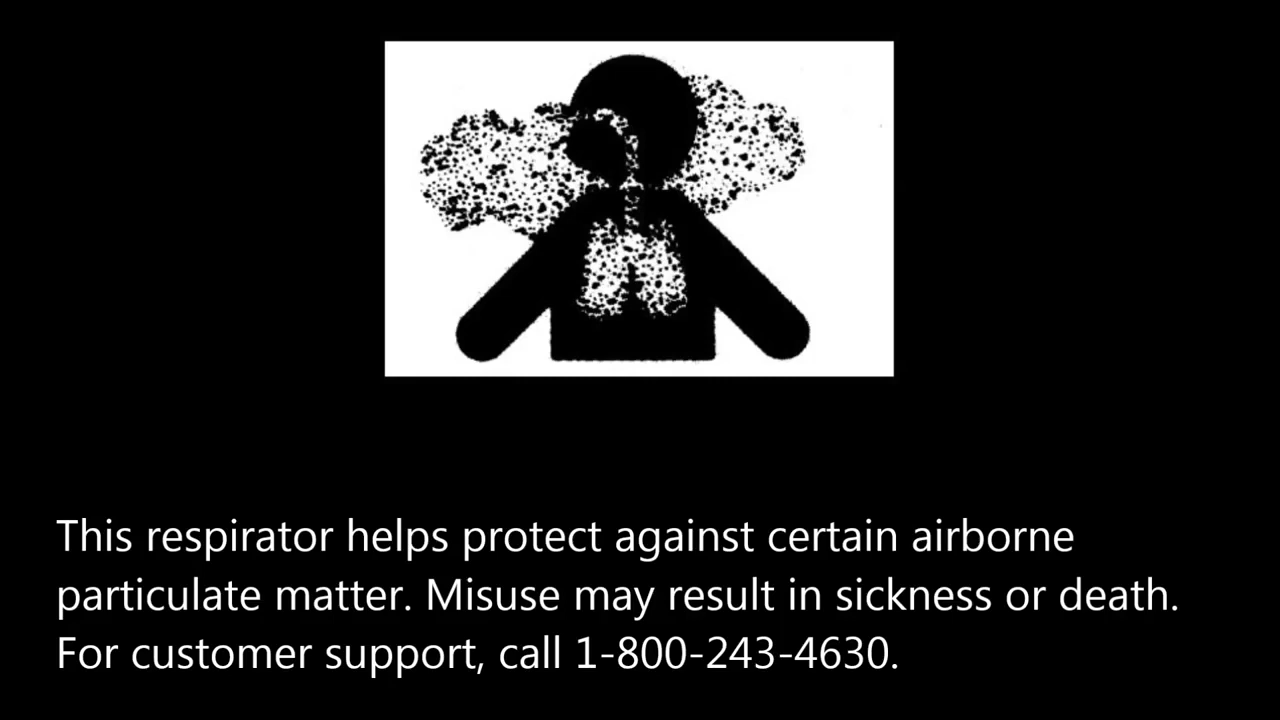 This respirator helps protect against certain airborne
particulate matter. Misuse may result in sickness or death.
For customer support, call 1-800-243-4630.